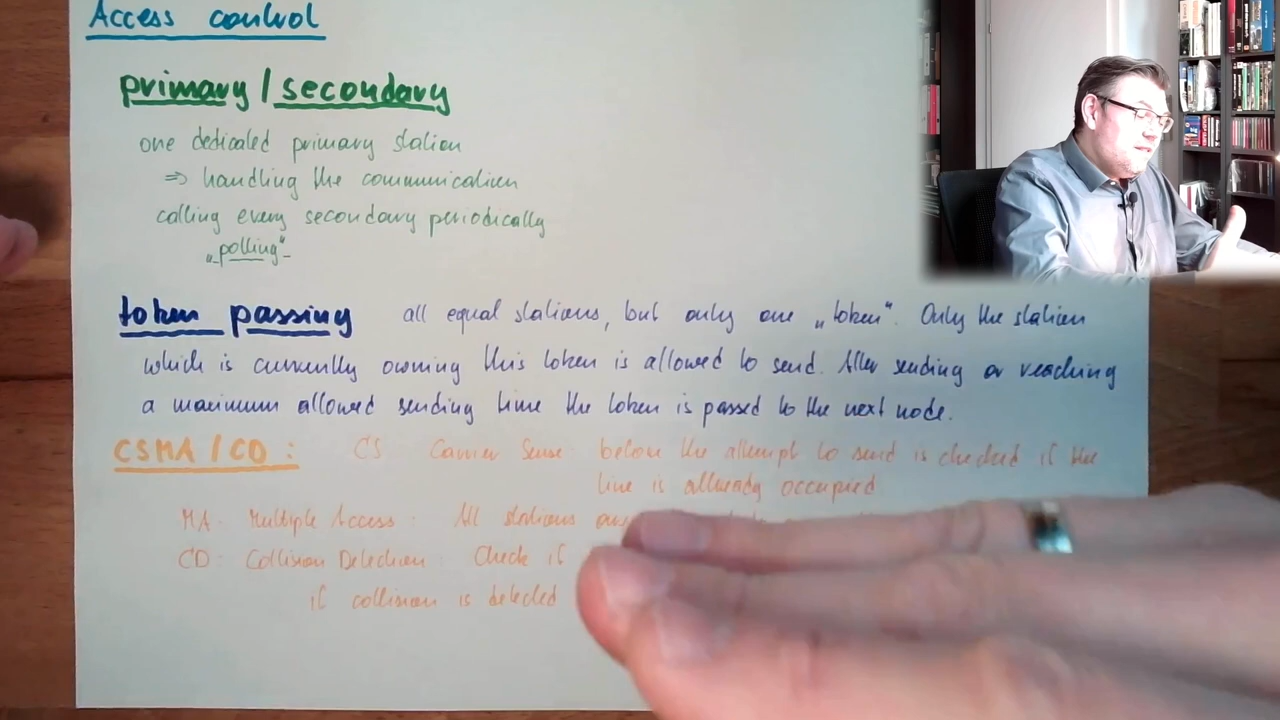 Access control
primary / secondary
one dedicated primary station
⇒ handling the communication
calling every secondary periodically
„polling“
token passing all equal stations, but only one „token“. Only the station
which is currently owning this token is allowed to send. After sending or reaching
a maximum allowed sending time the token is passed to the next node.
CSMA / CD : CS Carrier Sense: before the attempt to send is checked if the
line is allready occupied
MA: Multiple Access: All stations
CD: Collision Detection: Check if
if collision is detected